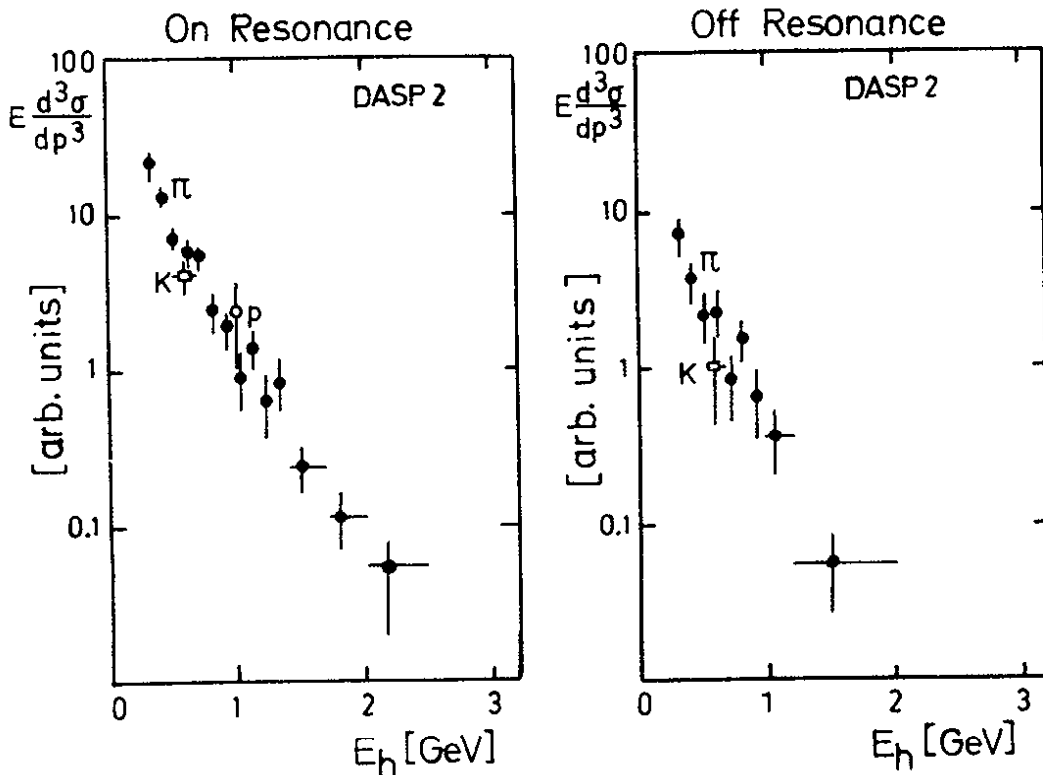 On Resonance
100
DASP 2
E d³σ/dp³
π
10
K
p
1
[arb. units]
0.1
0 1 2 3
E_h [GeV]
Off Resonance
100
DASP 2
E d³σ/dp³
π
10
K
1
[arb. units]
0.1
0 1 2 3
E_h [GeV]